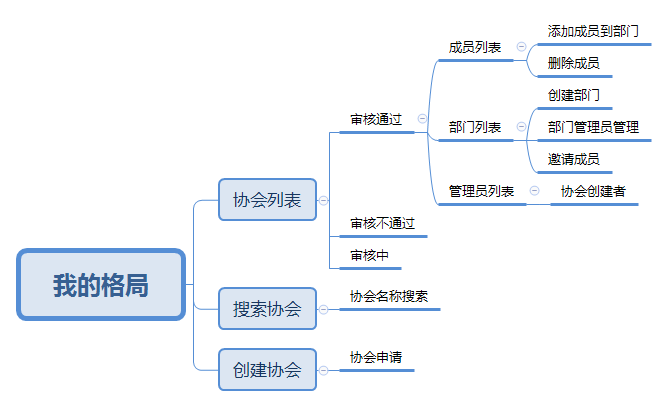 我的格局
协会列表
审核通过
成员列表
添加成员到部门
删除成员
部门列表
创建部门
部门管理员管理
邀请成员
管理员列表
协会创建者
审核不通过
审核中
搜索协会
协会名称搜索
创建协会
协会申请